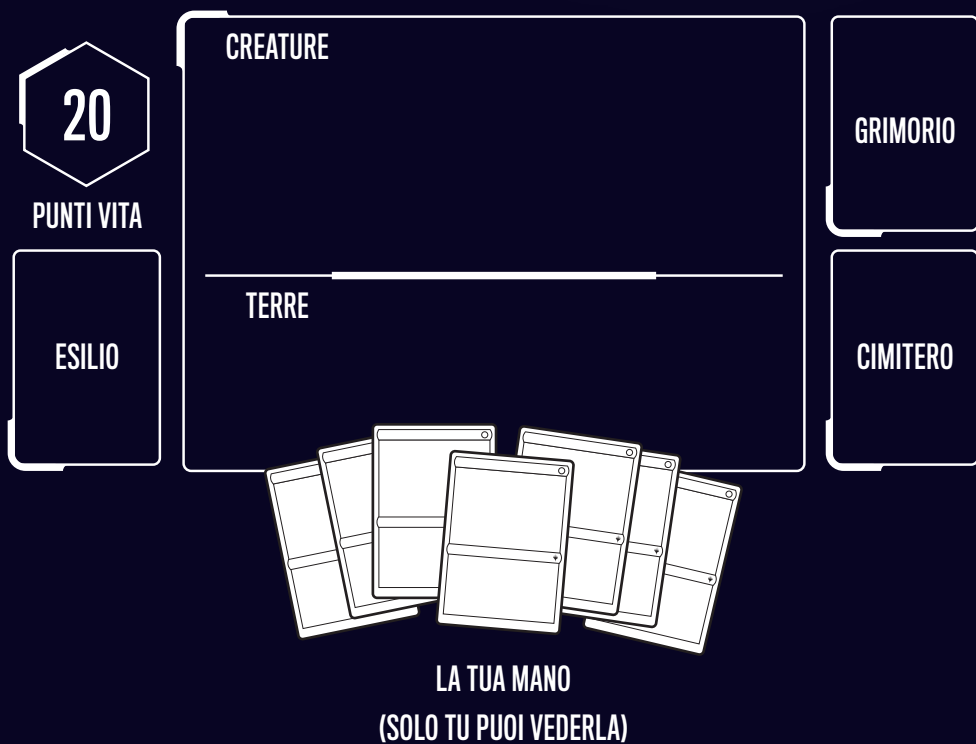 CREATURE
20
GRIMORIO
PUNTI VITA
TERRE
ESILIO
CIMITERO
LA TUA MANO
(SOLO TU PUOI VEDERLA)